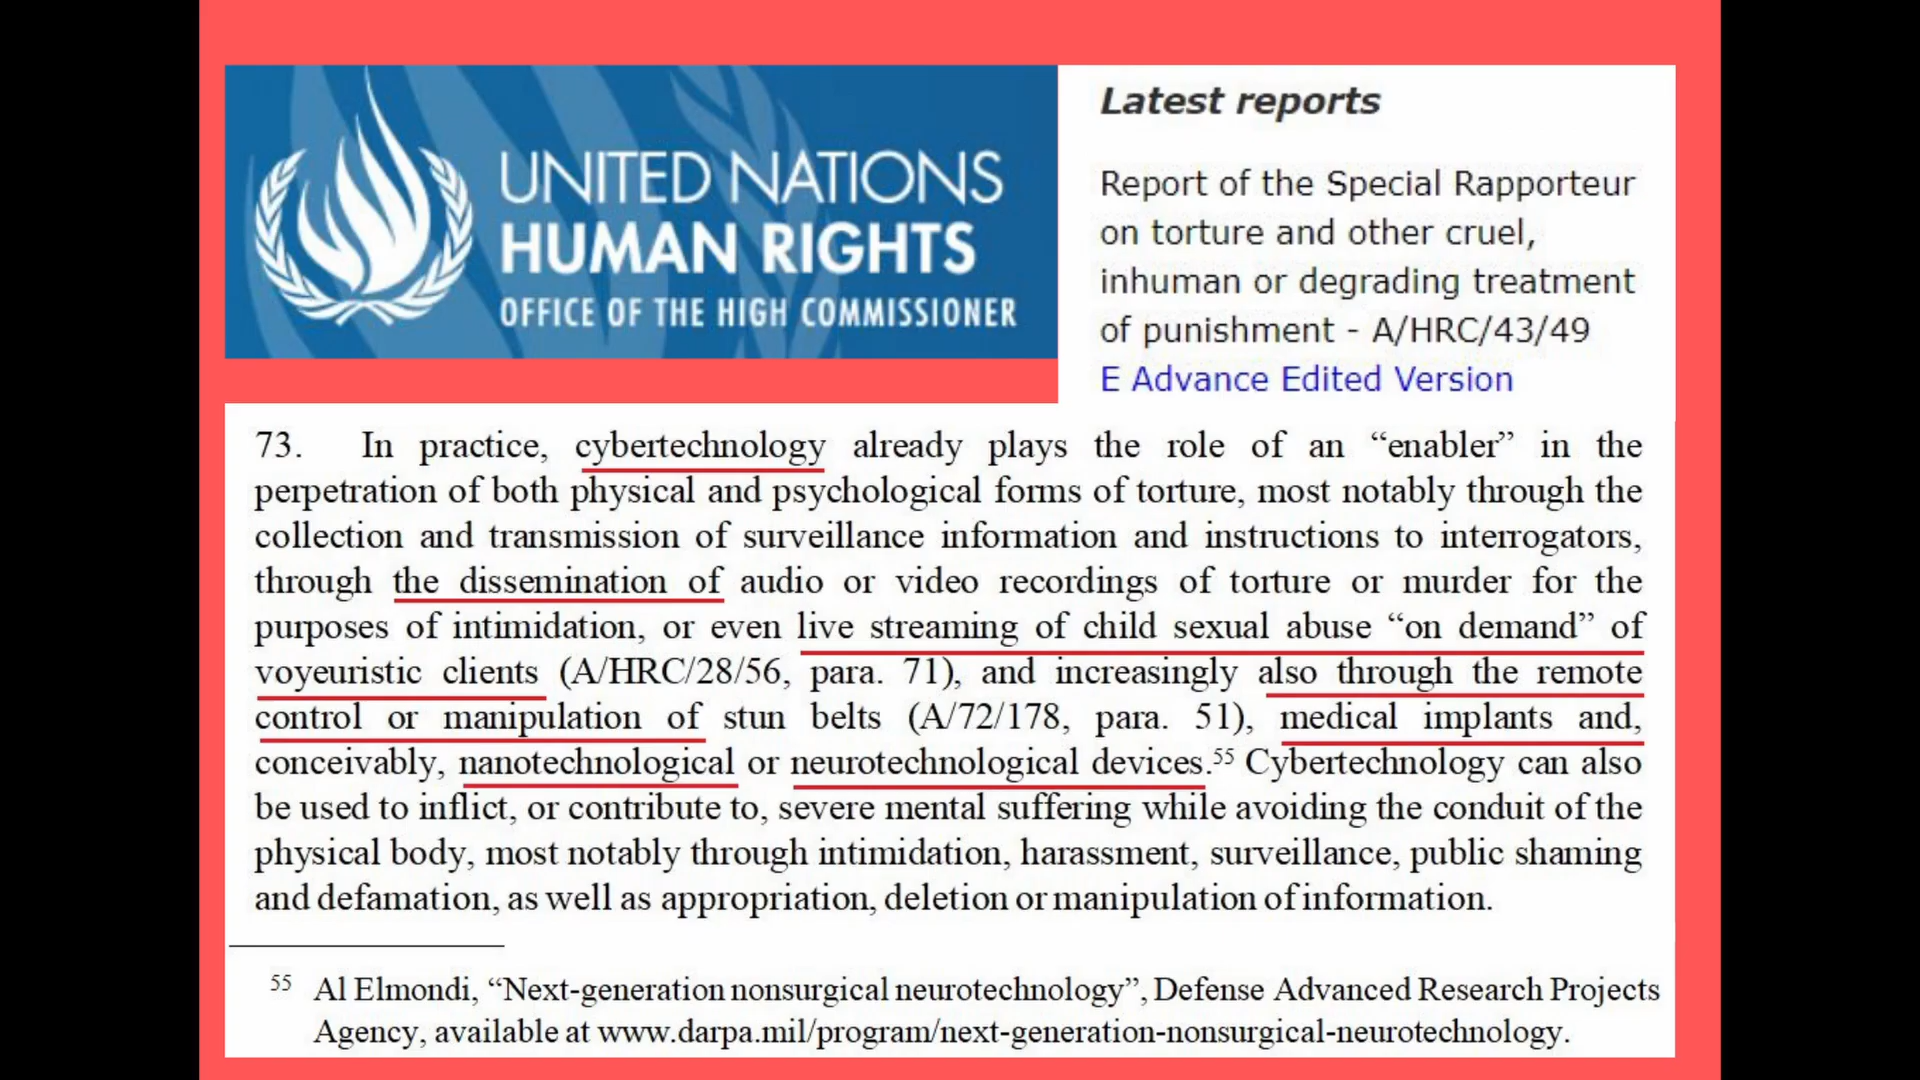 UNITED NATIONS
HUMAN RIGHTS
OFFICE OF THE HIGH COMMISSIONER
Latest reports
Report of the Special Rapporteur
on torture and other cruel,
inhuman or degrading treatment
of punishment - A/HRC/43/49
E Advance Edited Version
73. In practice, cybertechnology already plays the role of an “enabler” in the
perpetration of both physical and psychological forms of torture, most notably through the
collection and transmission of surveillance information and instructions to interrogators,
through the dissemination of audio or video recordings of torture or murder for the
purposes of intimidation, or even live streaming of child sexual abuse “on demand” of
voyeuristic clients (A/HRC/28/56, para. 71), and increasingly also through the remote
control or manipulation of stun belts (A/72/178, para. 51), medical implants and,
conceivably, nanotechnological or neurotechnological devices.55 Cybertechnology can also
be used to inflict, or contribute to, severe mental suffering while avoiding the conduit of the
physical body, most notably through intimidation, harassment, surveillance, public shaming
and defamation, as well as appropriation, deletion or manipulation of information.
55 Al Elmondi, “Next-generation nonsurgical neurotechnology”, Defense Advanced Research Projects
Agency, available at www.darpa.mil/program/next-generation-nonsurgical-neurotechnology.